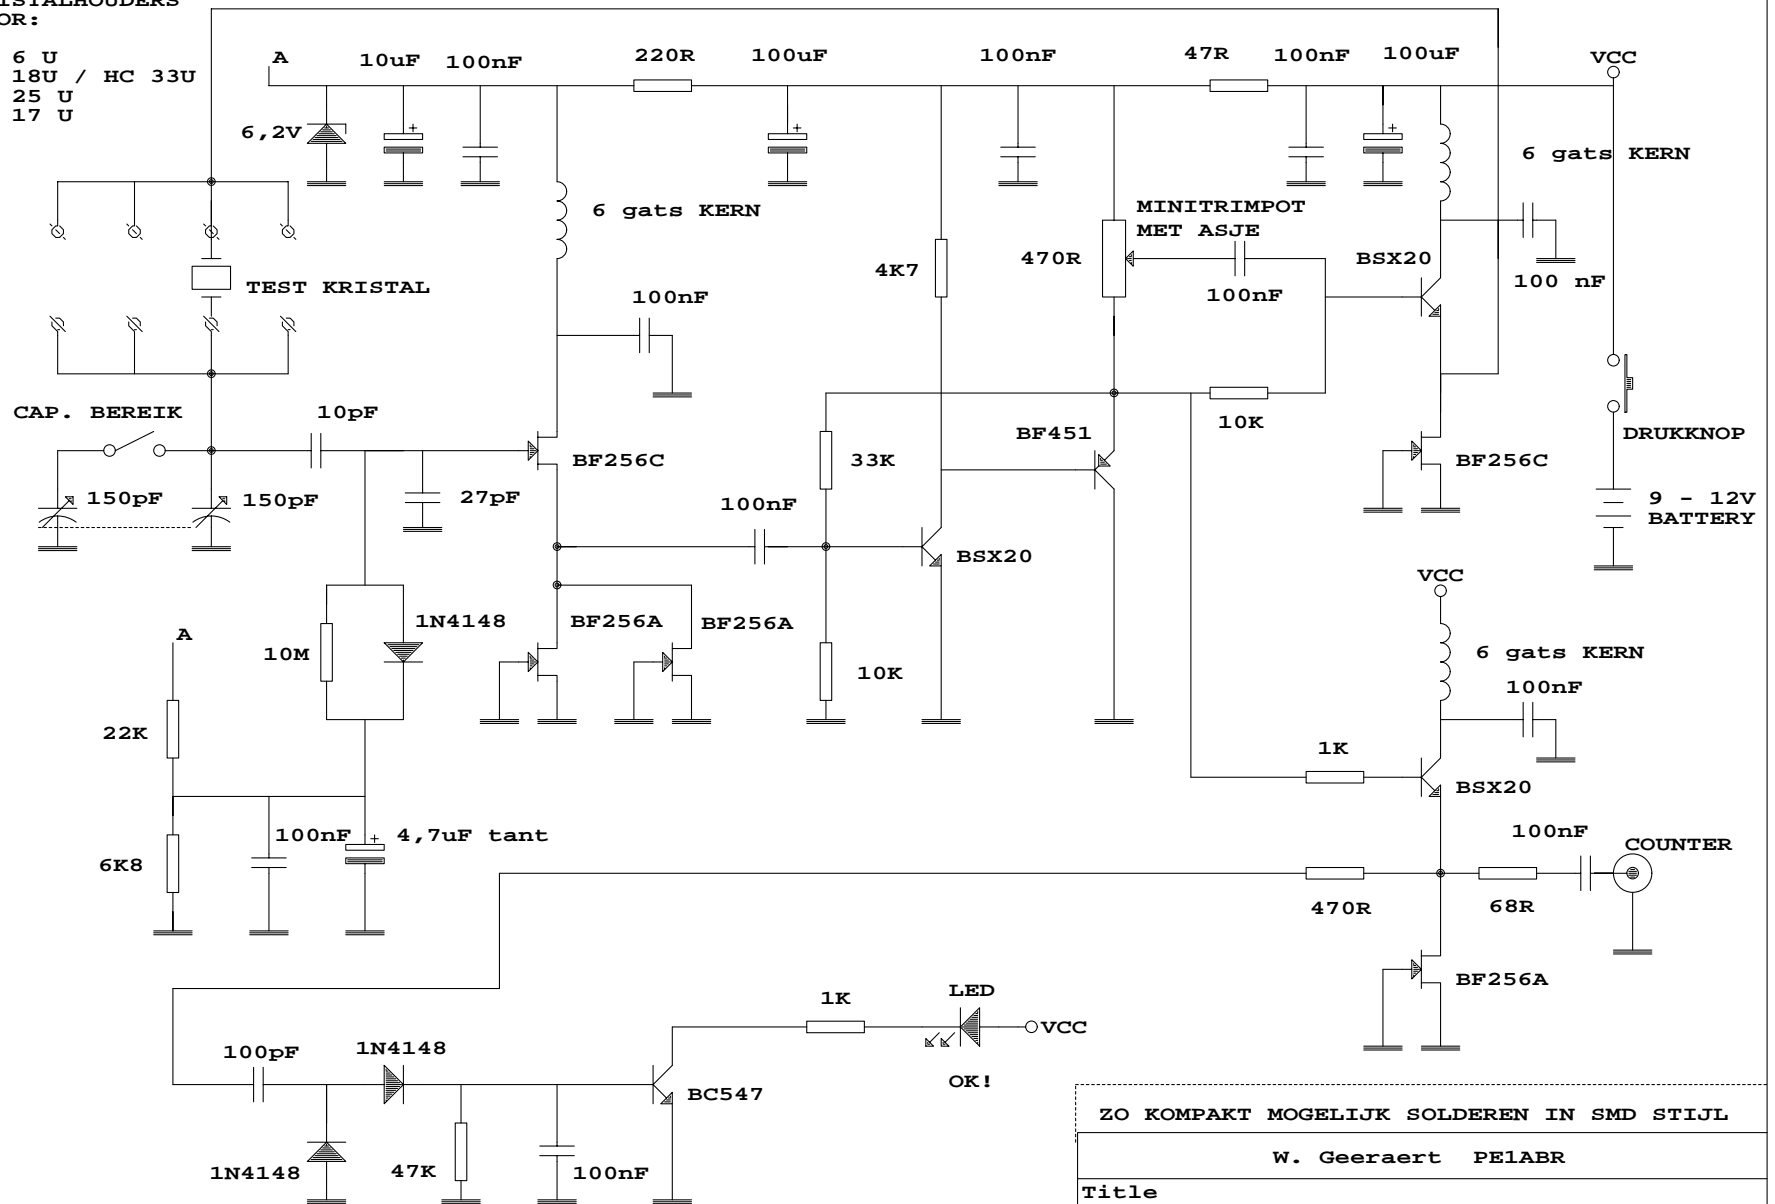 ISTALHOUDERS
OR:
6 U
18U / HC 33U
25 U
17 U
A
10uF
100nF
220R
100uF
100nF
47R
100nF
100uF
VCC
6,2V
6 gats KERN
6 gats KERN
MINITRIMPOT
MET ASJE
470R
4K7
BSX20
TEST KRISTAL
100nF
100nF
100 nF
CAP. BEREIK
10pF
10K
BF451
DRUKKNOP
BF256C
33K
BF256C
150pF
150pF
27pF
100nF
9 - 12V
BATTERY
BSX20
VCC
1N4148
BF256A
BF256A
A
10M
10K
6 gats KERN
100nF
22K
1K
BSX20
100nF
4,7uF tant
100nF
COUNTER
6K8
470R
68R
BF256A
1K
LED
VCC
100pF
1N4148
OK!
BC547
1N4148
47K
100nF
ZO KOMPAKT MOGELIJK SOLDEREN IN SMD STIJL
W. Geeraert PE1ABR
Title